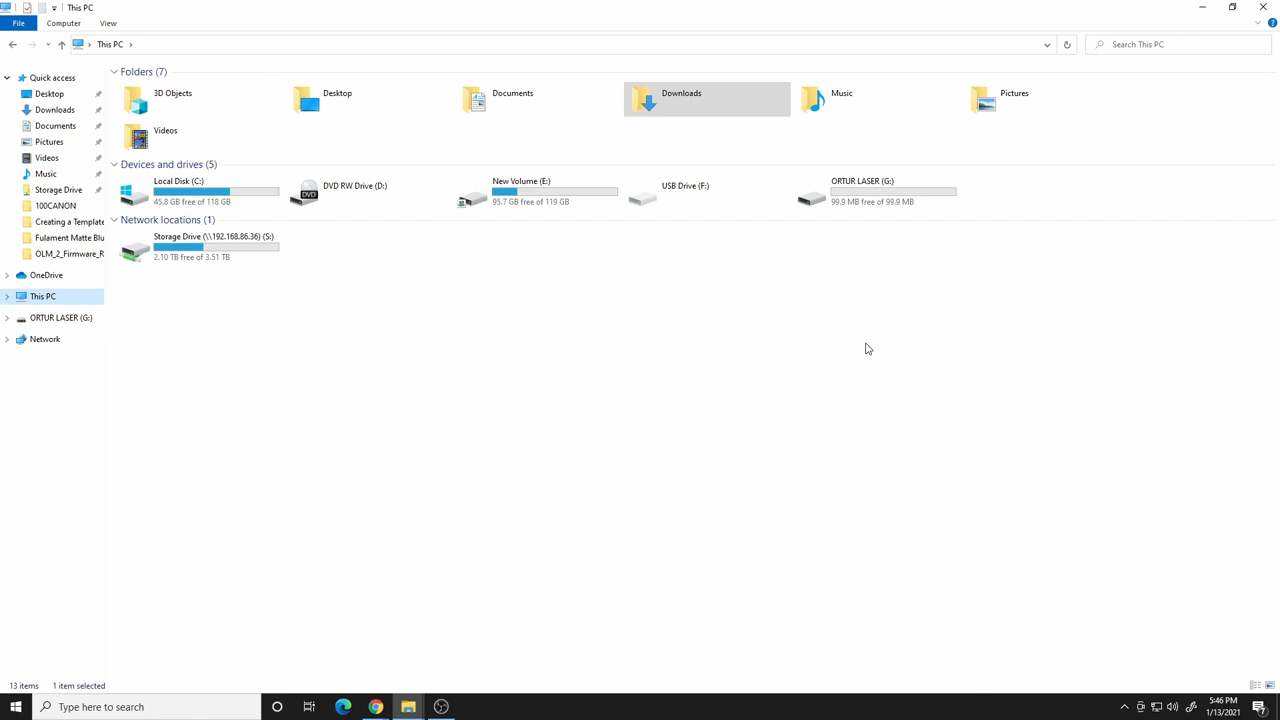 This PC
File
Computer
View
This PC
Search This PC
Quick access
Desktop
Downloads
Documents
Pictures
Videos
Music
Storage Drive
100CANON
Creating a Template
Fulament Matte Blu
OLM_2_Firmware_R
OneDrive
This PC
ORTUR LASER (G:)
Network
Folders (7)
3D Objects
Desktop
Documents
Downloads
Music
Pictures
Videos
Devices and drives (5)
Local Disk (C:)
45.8 GB free of 118 GB
DVD RW Drive (D:)
DVD
New Volume (E:)
95.7 GB free of 119 GB
USB Drive (F:)
ORTUR LASER (G:)
99.9 MB free of 99.9 MB
Network locations (1)
Storage Drive (\\192.168.86.36) (S:)
2.10 TB free of 3.51 TB
13 items
1 item selected
Type here to search
5:46 PM
1/13/2021
7